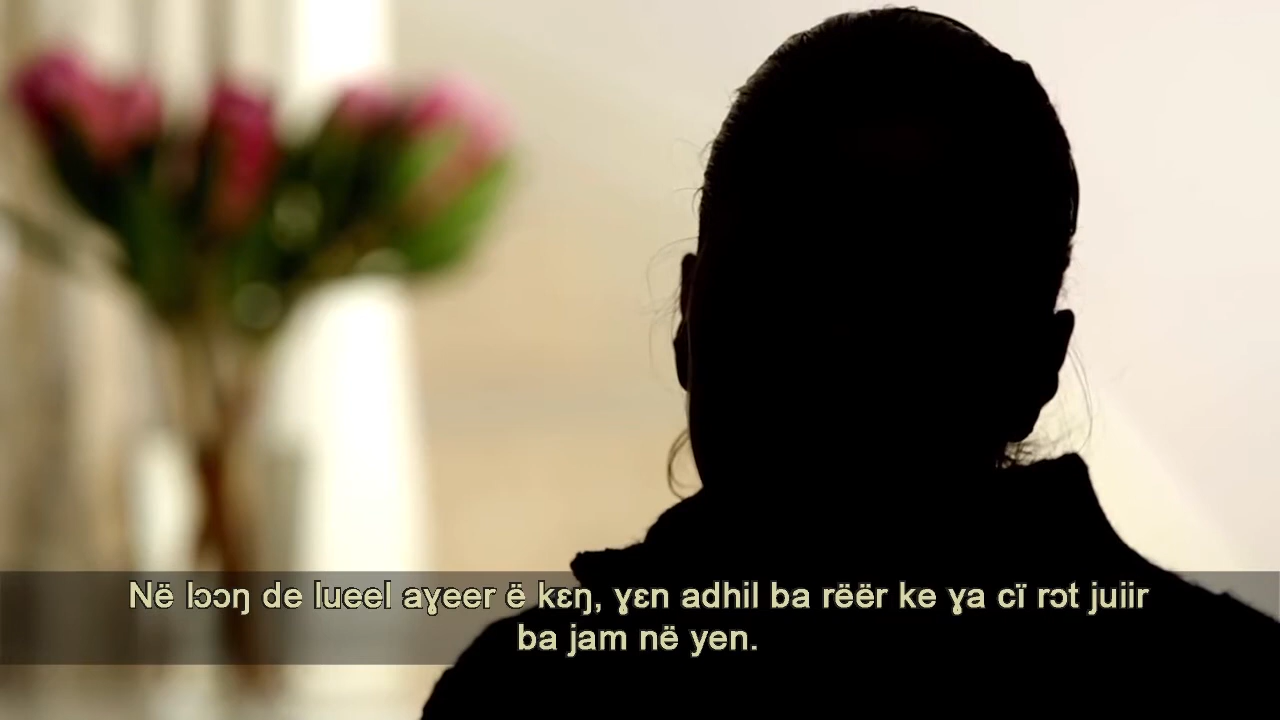 Në lɔɔŋ de lueel aɣeer ë kɛŋ, ɣɛn adhil ba rëër ke ɣa cï rɔt juiir
ba jam në yen.